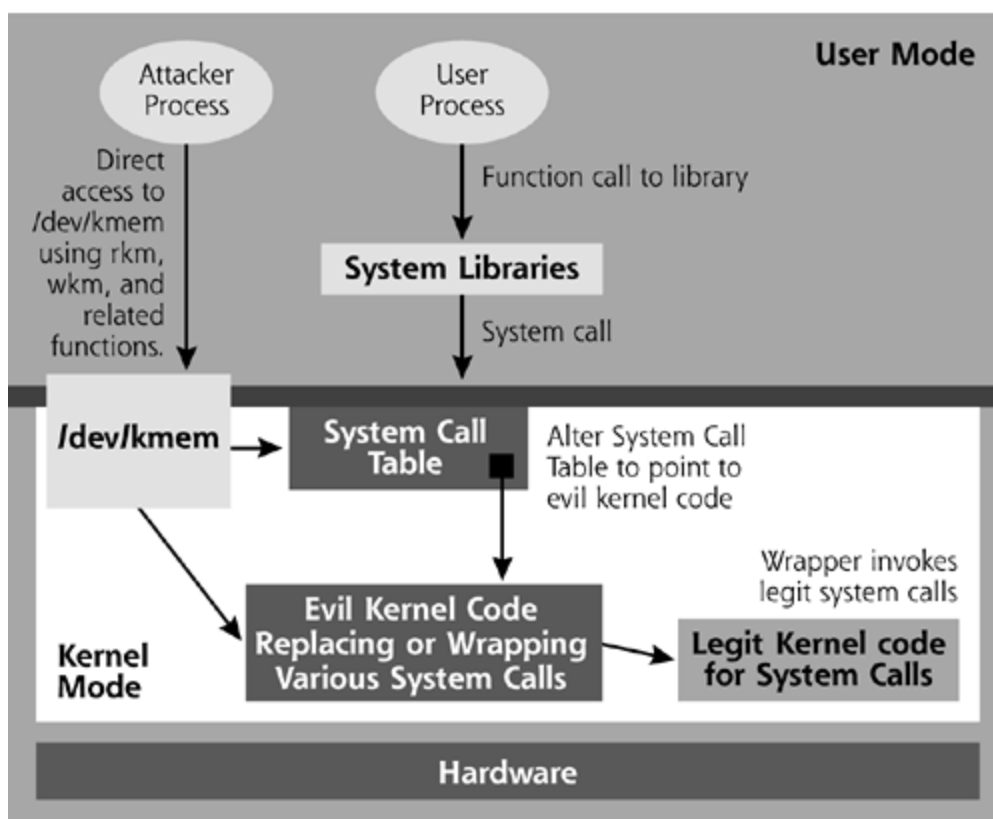 User Mode
Attacker
Process
User
Process
Direct
access to
/dev/kmem
using rkm,
wkm, and
related
functions.
Function call to library
System Libraries
System call
/dev/kmem
System Call
Table
Alter System Call
Table to point to
evil kernel code
Wrapper invokes
legit system calls
Evil Kernel Code
Replacing or Wrapping
Various System Calls
Legit Kernel code
for System Calls
Kernel
Mode
Hardware